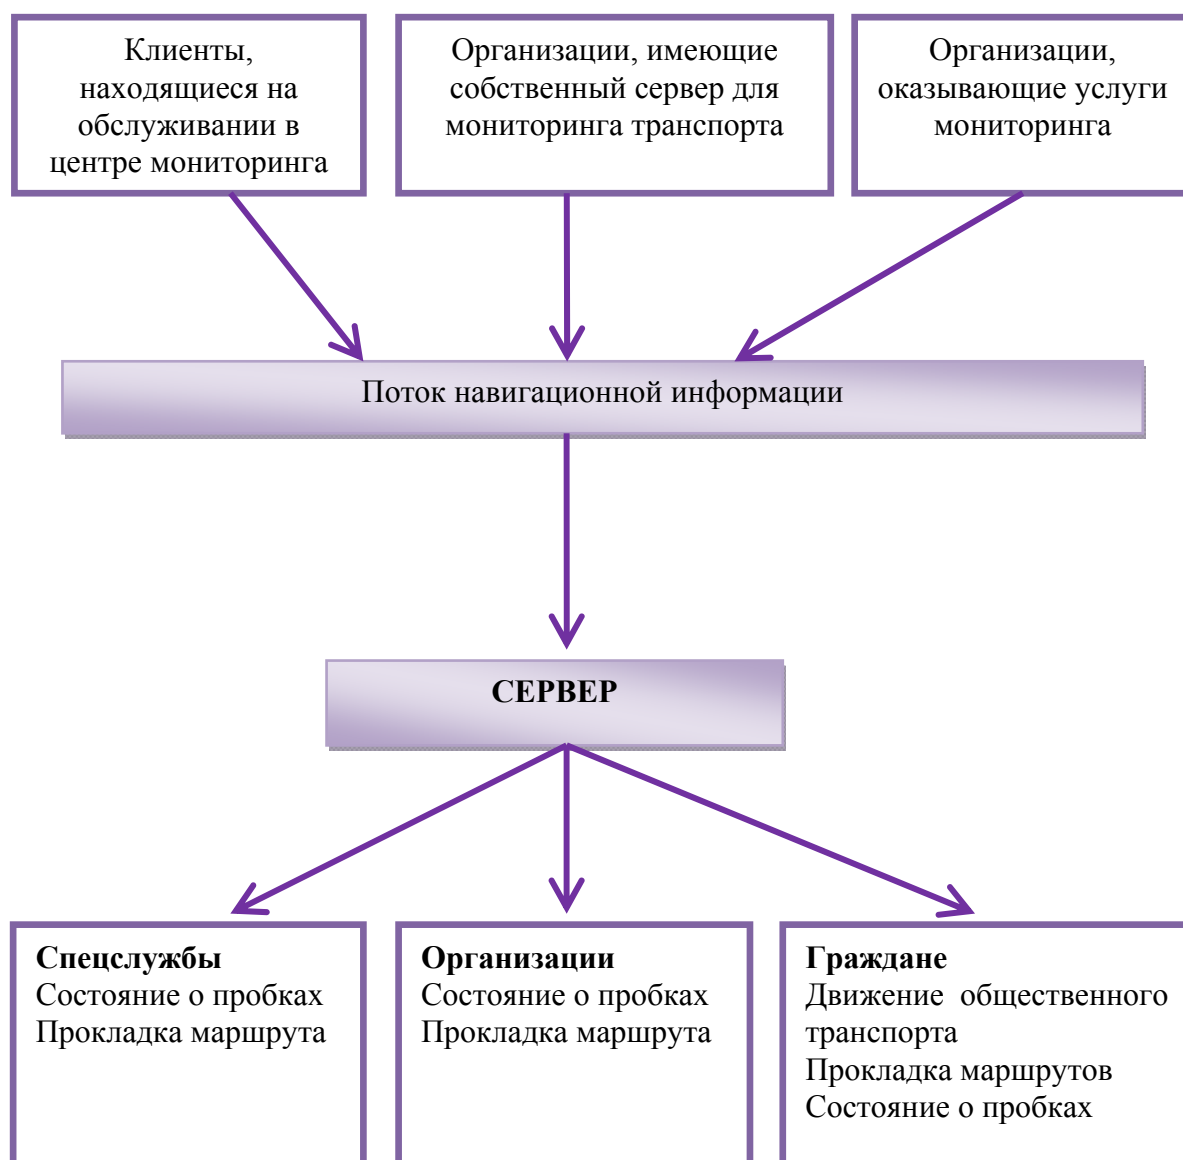 Клиенты,
находящиеся на
обслуживании в
центре мониторинга
Организации, имеющие
собственный сервер для
мониторинга транспорта
Организации,
оказывающие услуги
мониторинга
Поток навигационной информации
СЕРВЕР
Спецслужбы
Состояние о пробках
Прокладка маршрута
Организации
Состояние о пробках
Прокладка маршрута
Граждане
Движение общественного
транспорта
Прокладка маршрутов
Состояние о пробках